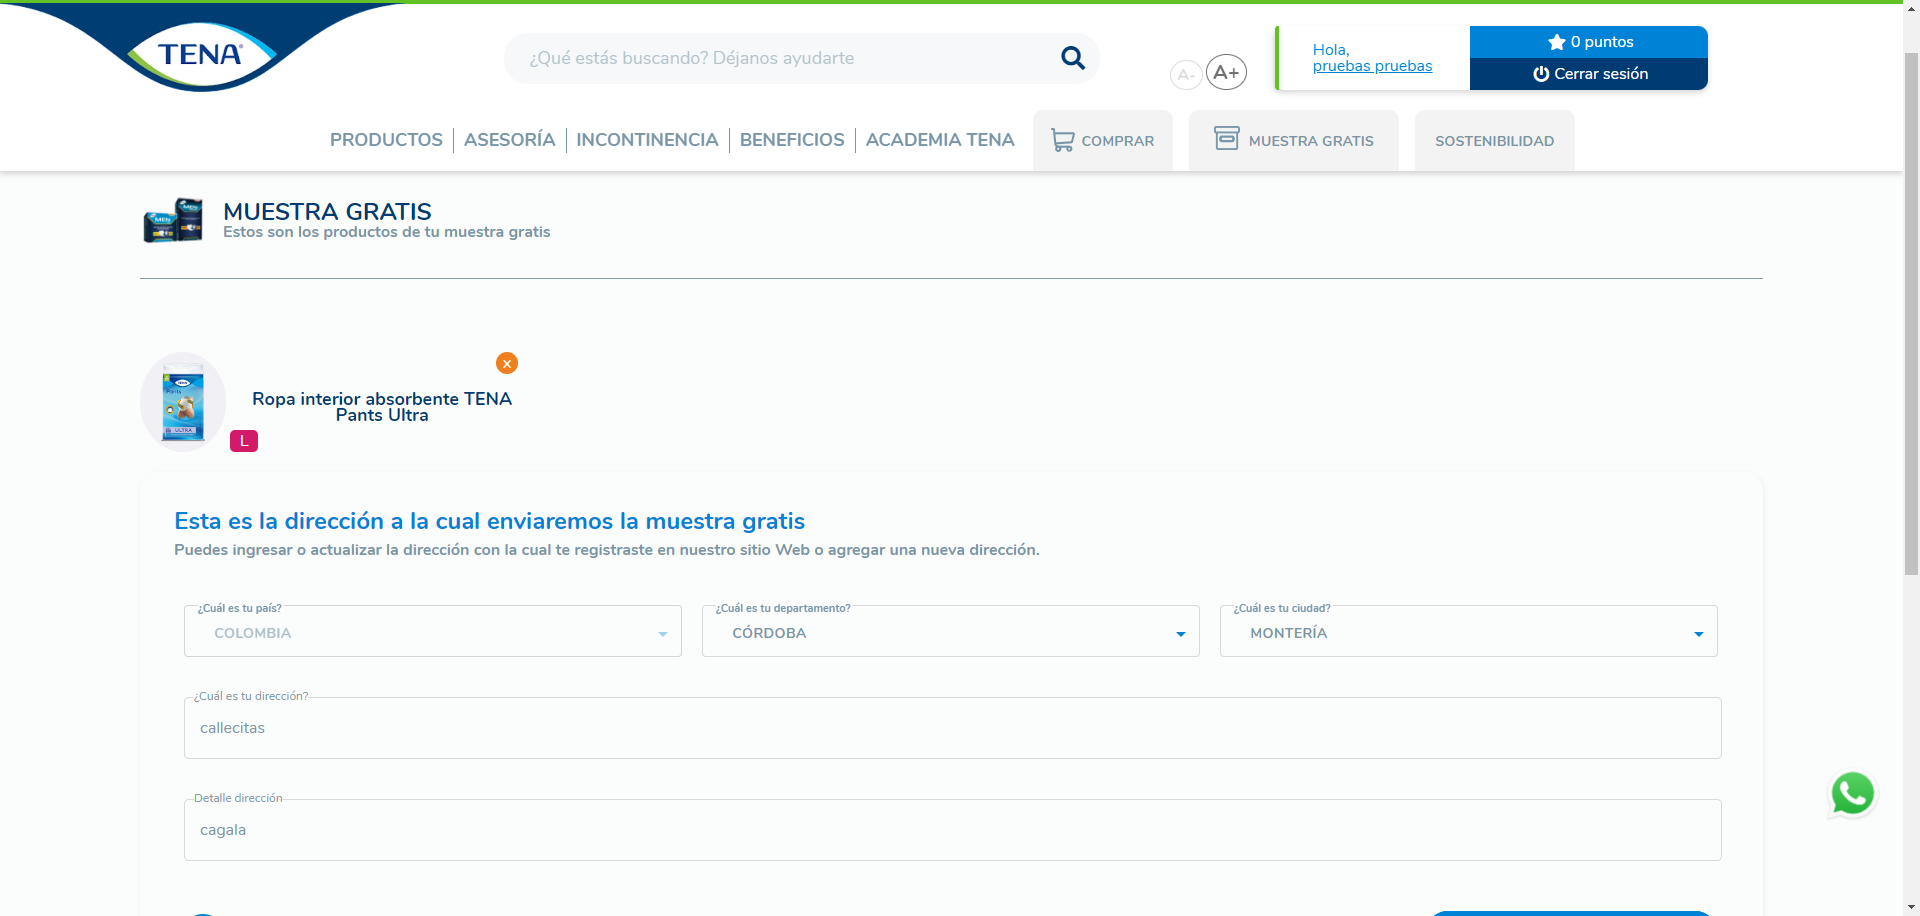 TENA
¿Qué estás buscando? Déjanos ayudarte
A-
A+
Hola,
pruebas pruebas
0 puntos
Cerrar sesión
PRODUCTOS
ASESORÍA
INCONTINENCIA
BENEFICIOS
ACADEMIA TENA
COMPRAR
MUESTRA GRATIS
SOSTENIBILIDAD
MUESTRA GRATIS
Estos son los productos de tu muestra gratis
x
Ropa interior absorbente TENA
Pants Ultra
L
Esta es la dirección a la cual enviaremos la muestra gratis
Puedes ingresar o actualizar la dirección con la cual te registraste en nuestro sitio Web o agregar una nueva dirección.
¿Cuál es tu país?
COLOMBIA
¿Cuál es tu departamento?
CÓRDOBA
¿Cuál es tu ciudad?
MONTERÍA
¿Cuál es tu dirección?
callecitas
Detalle dirección
cagala